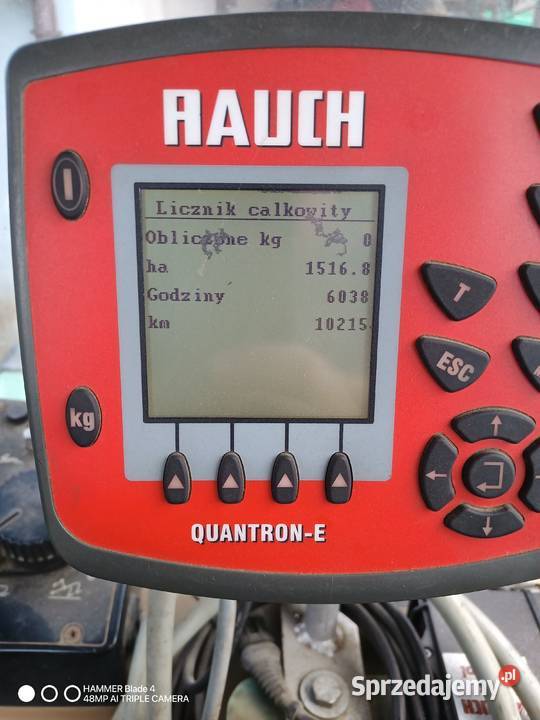 RAUCH
Licznik calkowity
Obliczone kg 0
ha 1516.8
Godziny 6038
km 10215
T
ESC
kg
QUANTRON-E
HAMMER Blade 4
48MP AI TRIPLE CAMERA
Sprzedajemy.pl